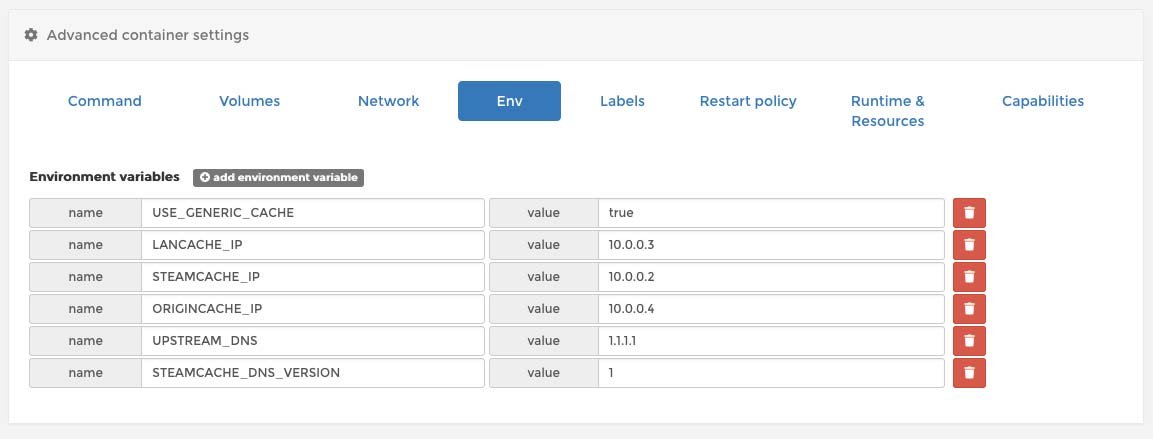 Advanced container settings
Command Volumes Network Env Labels Restart policy Runtime & Resources Capabilities
Environment variables add environment variable
name USE_GENERIC_CACHE value true
name LANCACHE_IP value 10.0.0.3
name STEAMCACHE_IP value 10.0.0.2
name ORIGINCACHE_IP value 10.0.0.4
name UPSTREAM_DNS value 1.1.1.1
name STEAMCACHE_DNS_VERSION value 1